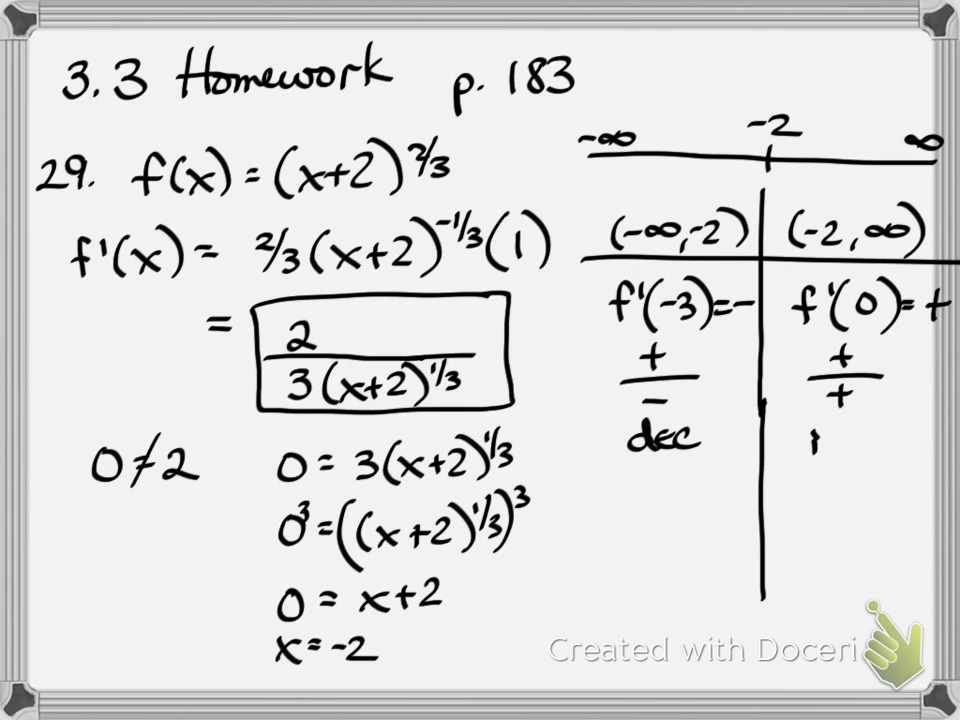 3.3 Homework p. 183
29. f(x) = (x+2)^2/3
f'(x) = 2/3 (x+2)^-1/3 (1)
= 2 / 3(x+2)^1/3
0 ≠ 2
0 = 3(x+2)^1/3
0^3 = ((x+2)^1/3)^3
0 = x+2
x = -2
-∞ -2 ∞
(-∞, -2) (-2, ∞)
f'(-3) = - f'(0) = +
+ / - + / +
dec
Created with Doceri